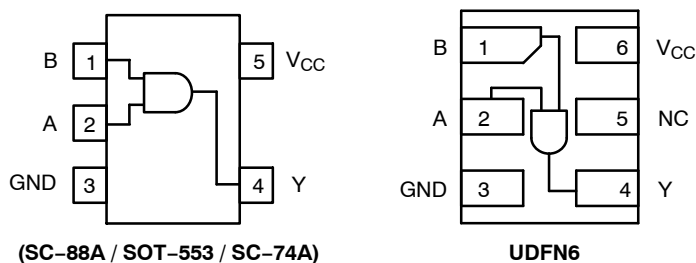 B 1 5 VCC
A 2
GND 3 4 Y
(SC–88A / SOT–553 / SC–74A)
B 1 6 VCC
A 2 5 NC
GND 3 4 Y
UDFN6